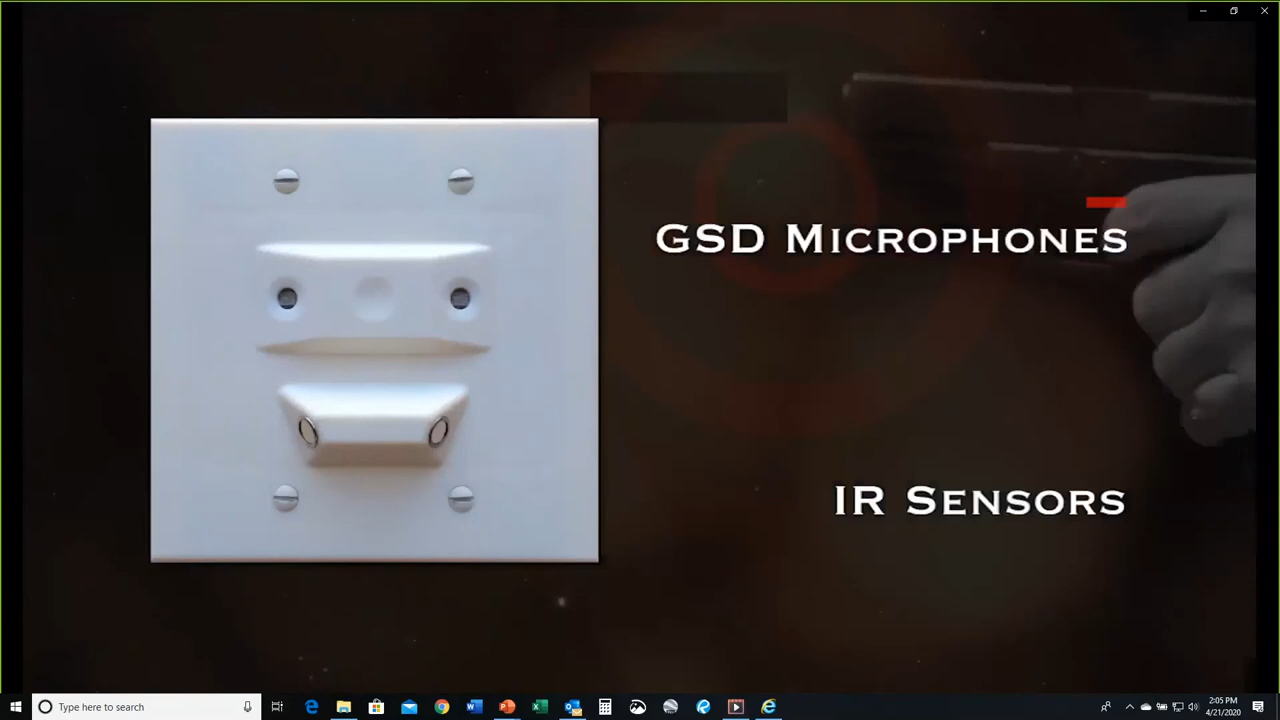 GSD MICROPHONES
IR SENSORS
Type here to search
2:05 PM
4/21/2020